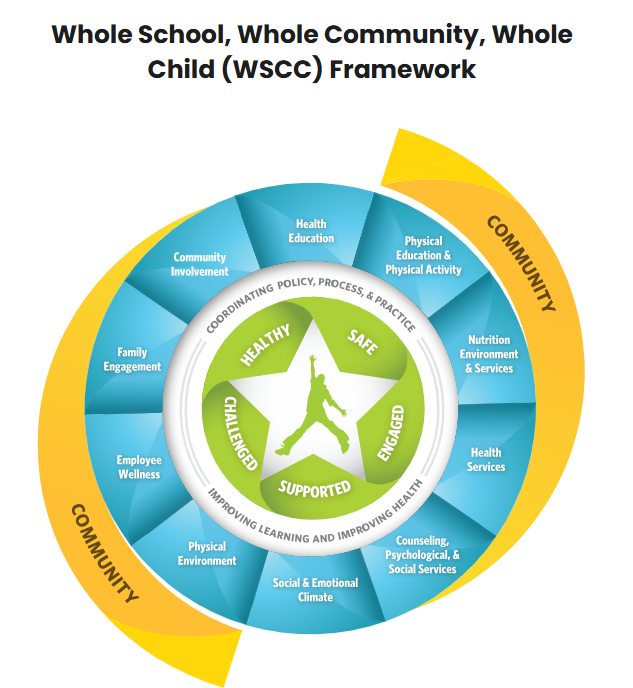 Whole School, Whole Community, Whole
Child (WSCC) Framework
COMMUNITY
Health
Education
Physical
Education &
Physical Activity
Nutrition
Environment
& Services
Health
Services
Counseling,
Psychological, &
Social Services
Social & Emotional
Climate
Physical
Environment
Employee
Wellness
Family
Engagement
Community
Involvement
COORDINATING POLICY, PROCESS, & PRACTICE
HEALTHY
SAFE
ENGAGED
SUPPORTED
CHALLENGED
IMPROVING LEARNING AND IMPROVING HEALTH
COMMUNITY